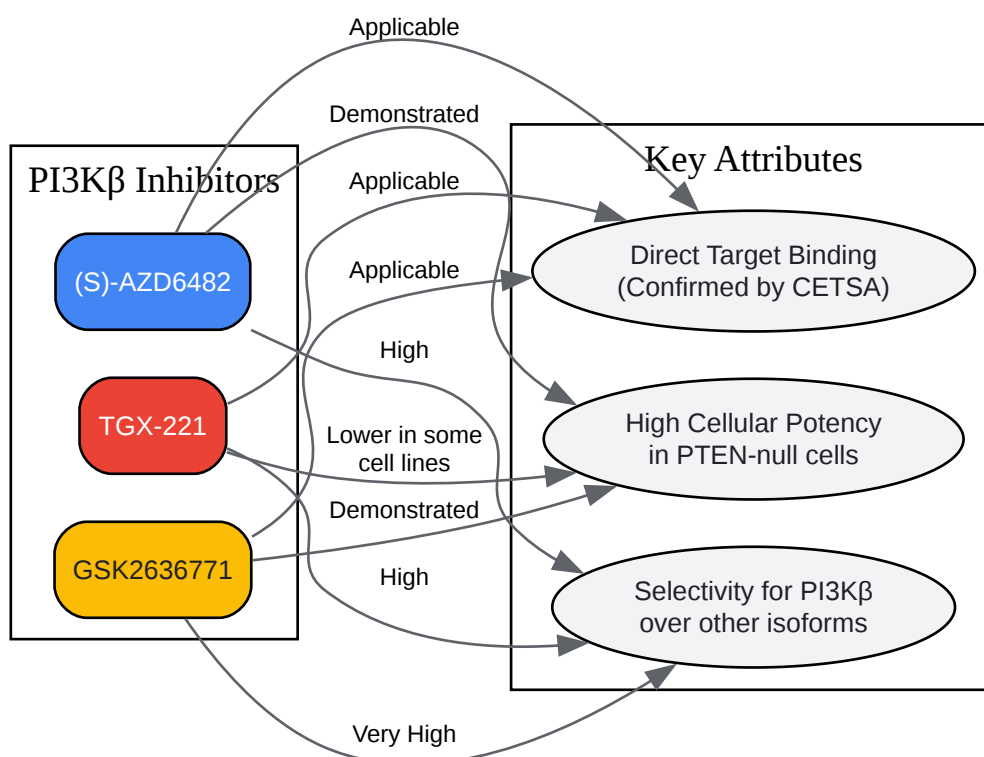 Applicable
Demonstrated
PI3Kβ Inhibitors
Key Attributes
Applicable
(S)-AZD6482
Direct Target Binding
(Confirmed by CETSA)
Applicable
High
TGX-221
Lower in some
cell lines
High Cellular Potency
in PTEN-null cells
Demonstrated
GSK2636771
High
Selectivity for PI3Kβ
over other isoforms
Very High